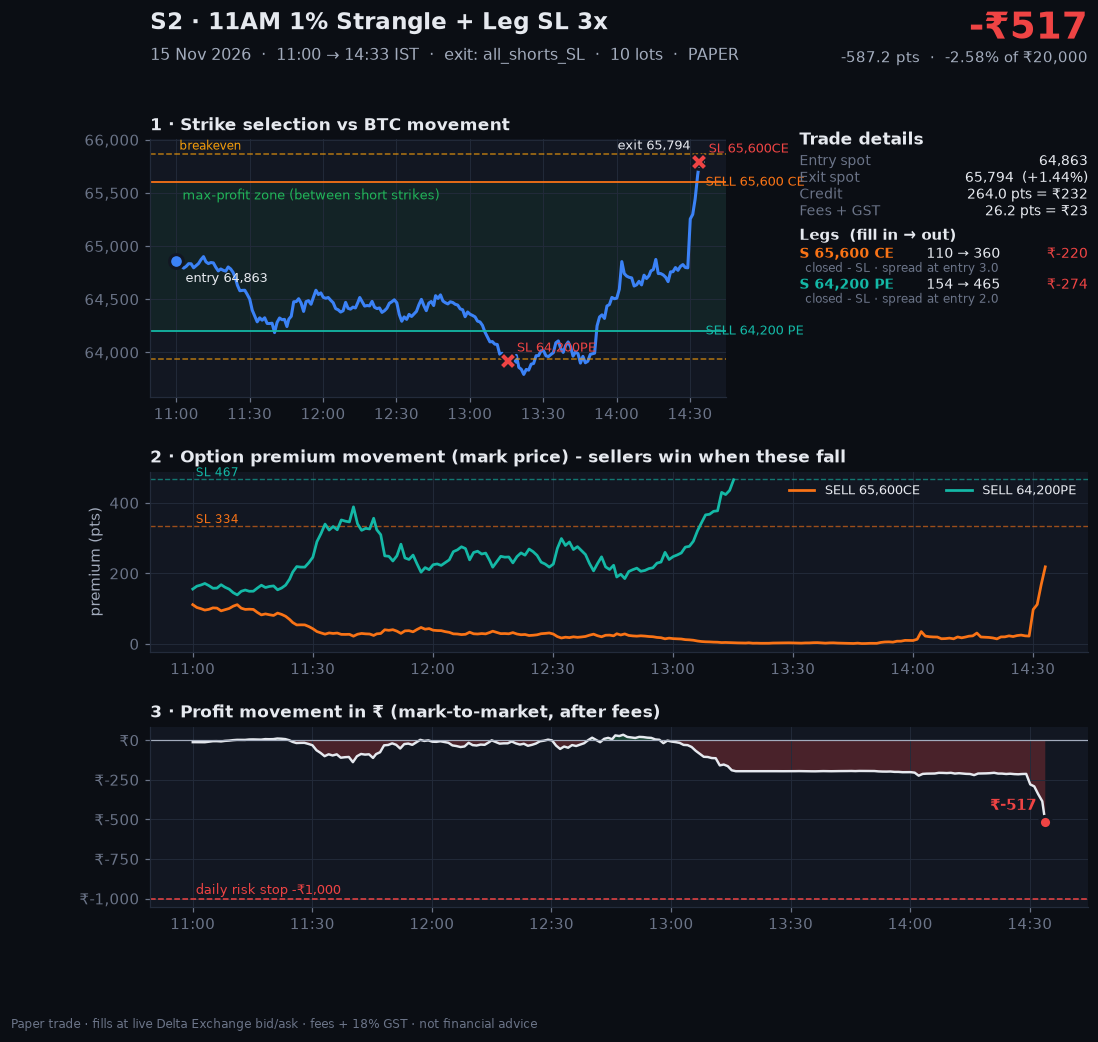 S2 · 11AM 1% Strangle + Leg SL 3x
-₹517
15 Nov 2026 · 11:00 → 14:33 IST · exit: all_shorts_SL · 10 lots · PAPER
-587.2 pts · -2.58% of ₹20,000
1 · Strike selection vs BTC movement
66,000
65,500
65,000
64,500
64,000
breakeven
exit 65,794
SL 65,600CE
SELL 65,600 CE
max-profit zone (between short strikes)
entry 64,863
SELL 64,200 PE
SL 64,200PE
11:00
11:30
12:00
12:30
13:00
13:30
14:00
14:30
Trade details
Entry spot 64,863
Exit spot 65,794 (+1.44%)
Credit 264.0 pts = ₹232
Fees + GST 26.2 pts = ₹23
Legs (fill in → out)
S 65,600 CE 110 → 360 ₹-220
closed - SL · spread at entry 3.0
S 64,200 PE 154 → 465 ₹-274
closed - SL · spread at entry 2.0
2 · Option premium movement (mark price) - sellers win when these fall
SL 467
SELL 65,600CE
SELL 64,200PE
SL 334
premium (pts)
400
200
0
11:00
11:30
12:00
12:30
13:00
13:30
14:00
14:30
3 · Profit movement in ₹ (mark-to-market, after fees)
₹0
₹-250
₹-500
₹-750
₹-1,000
₹-517
daily risk stop -₹1,000
11:00
11:30
12:00
12:30
13:00
13:30
14:00
14:30
Paper trade · fills at live Delta Exchange bid/ask · fees + 18% GST · not financial advice